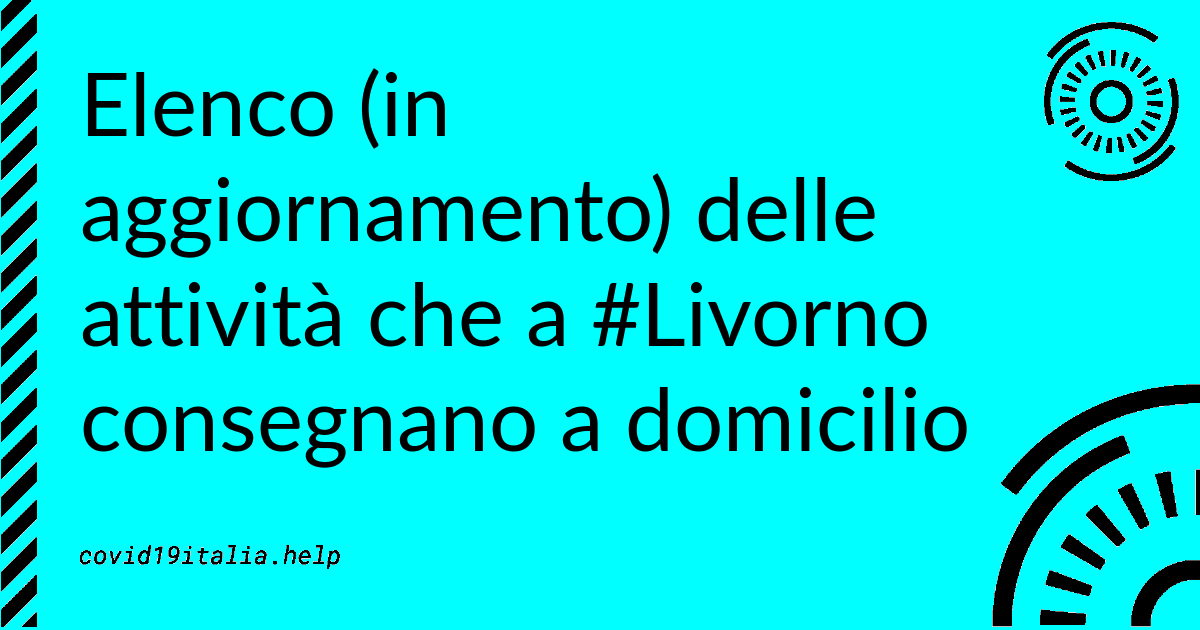 Elenco (in
aggiornamento) delle
attività che a #Livorno
consegnano a domicilio
covid19italia.help